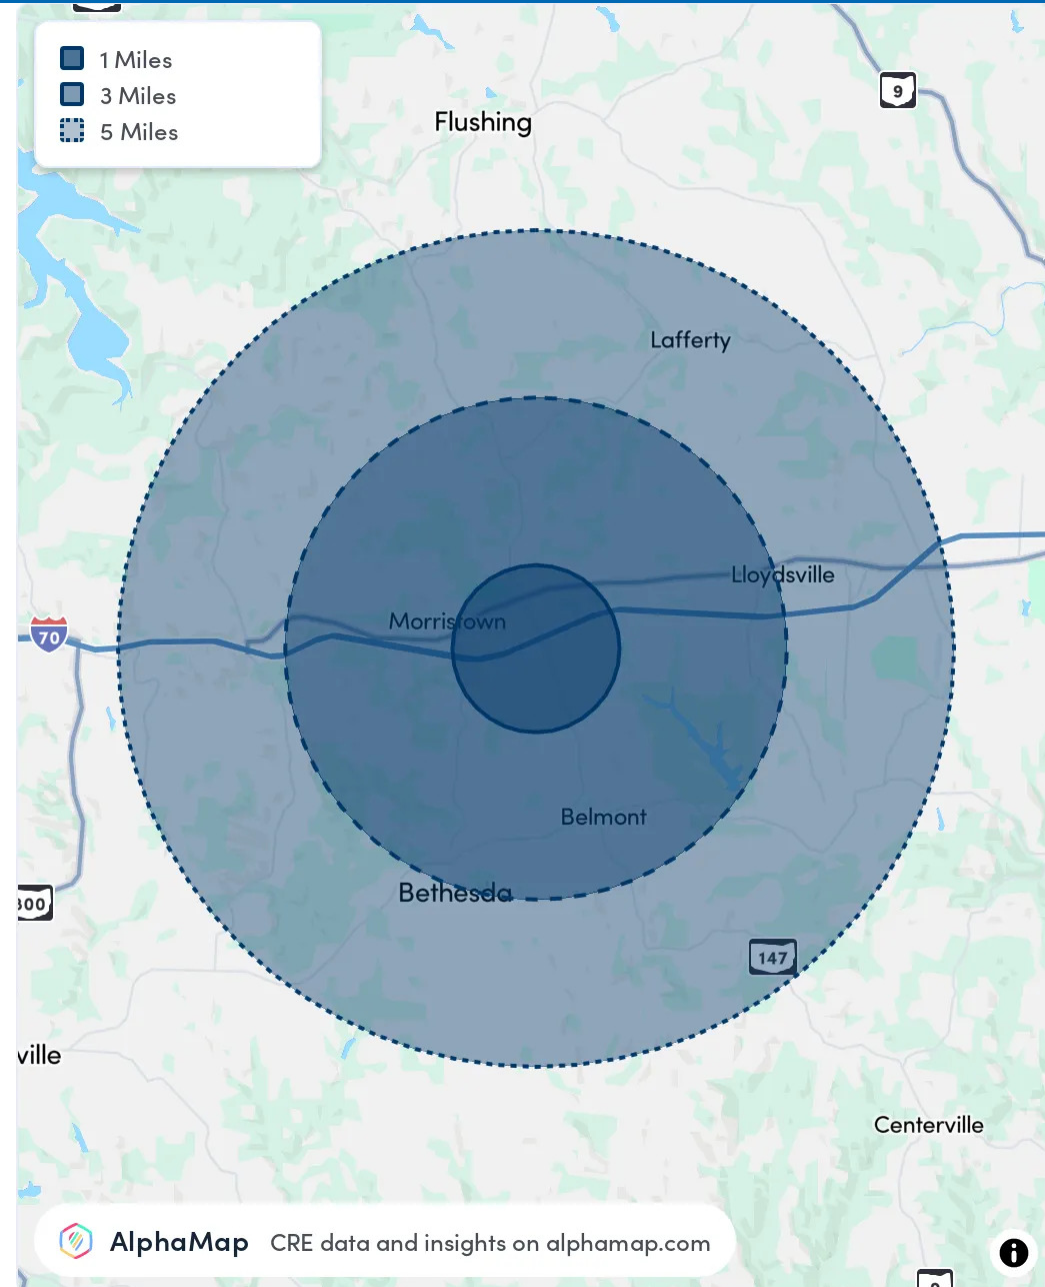 1 Miles
3 Miles
5 Miles
9
Flushing
Lafferty
Lloydsville
Morristown
70
Belmont
Bethesda
800
147
ville
Centerville
AlphaMap CRE data and insights on alphamap.com